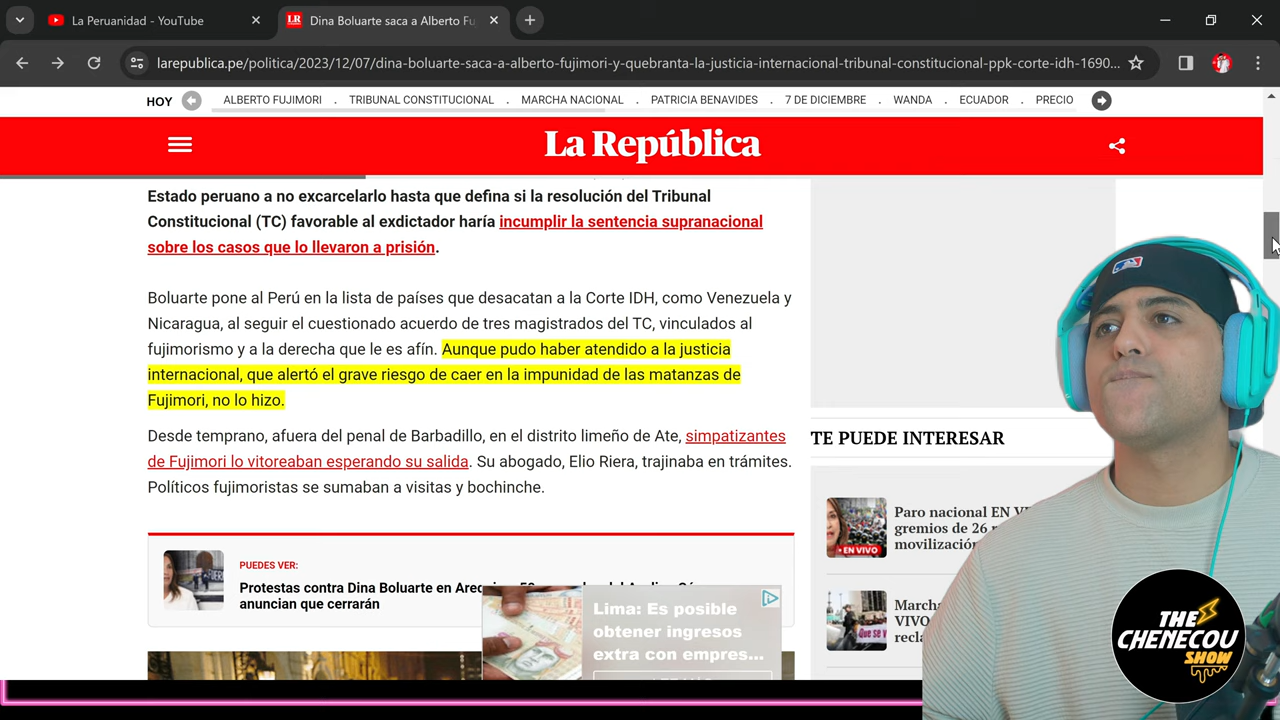 La Peruanidad - YouTube
LR
Dina Boluarte saca a Alberto Fu
larepublica.pe/politica/2023/12/07/dina-boluarte-saca-a-alberto-fujimori-y-quebranta-la-justicia-internacional-tribunal-constitucional-ppk-corte-idh-1690...
HOY ALBERTO FUJIMORI . TRIBUNAL CONSTITUCIONAL . MARCHA NACIONAL . PATRICIA BENAVIDES . 7 DE DICIEMBRE . WANDA . ECUADOR . PRECIO
La República
Estado peruano a no excarcelarlo hasta que defina si la resolución del Tribunal
Constitucional (TC) favorable al exdictador haría incumplir la sentencia supranacional
sobre los casos que lo llevaron a prisión.
Boluarte pone al Perú en la lista de países que desacatan a la Corte IDH, como Venezuela y
Nicaragua, al seguir el cuestionado acuerdo de tres magistrados del TC, vinculados al
fujimorismo y a la derecha que le es afín. Aunque pudo haber atendido a la justicia
internacional, que alertó el grave riesgo de caer en la impunidad de las matanzas de
Fujimori, no lo hizo.
Desde temprano, afuera del penal de Barbadillo, en el distrito limeño de Ate, simpatizantes
de Fujimori lo vitoreaban esperando su salida. Su abogado, Elio Riera, trajinaba en trámites.
Políticos fujimoristas se sumaban a visitas y bochinche.
PUEDES VER:
Protestas contra Dina Boluarte en
anuncian que cerrarán
Lima: Es posible
obtener ingresos
extra con empres...
TE PUEDE INTERESAR
EN VIVO
Paro nacional EN
gremios de 26
movilización
VIVO
THE
CHENECOU
SHOW